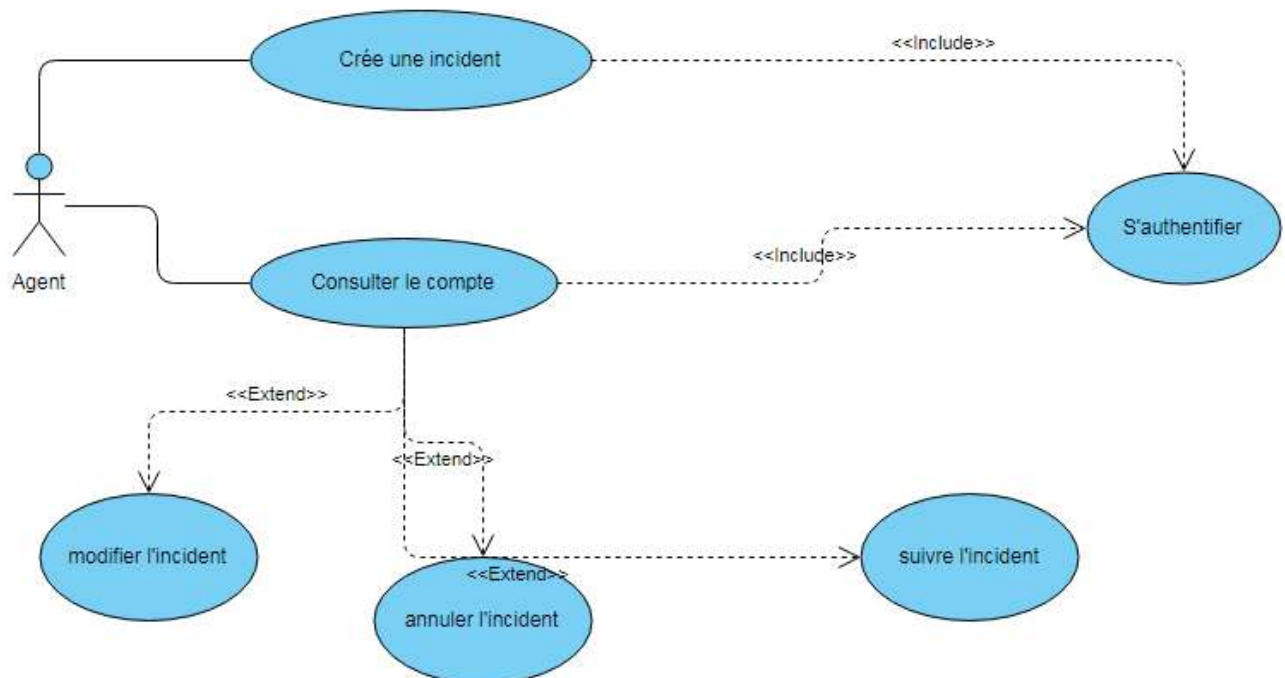 Crée une incident
<<Include>>
S'authentifier
<<Include>>
Agent
Consulter le compte
<<Extend>>
<<Extend>>
modifier l'incident
suivre l'incident
<<Extend>>
annuler l'incident